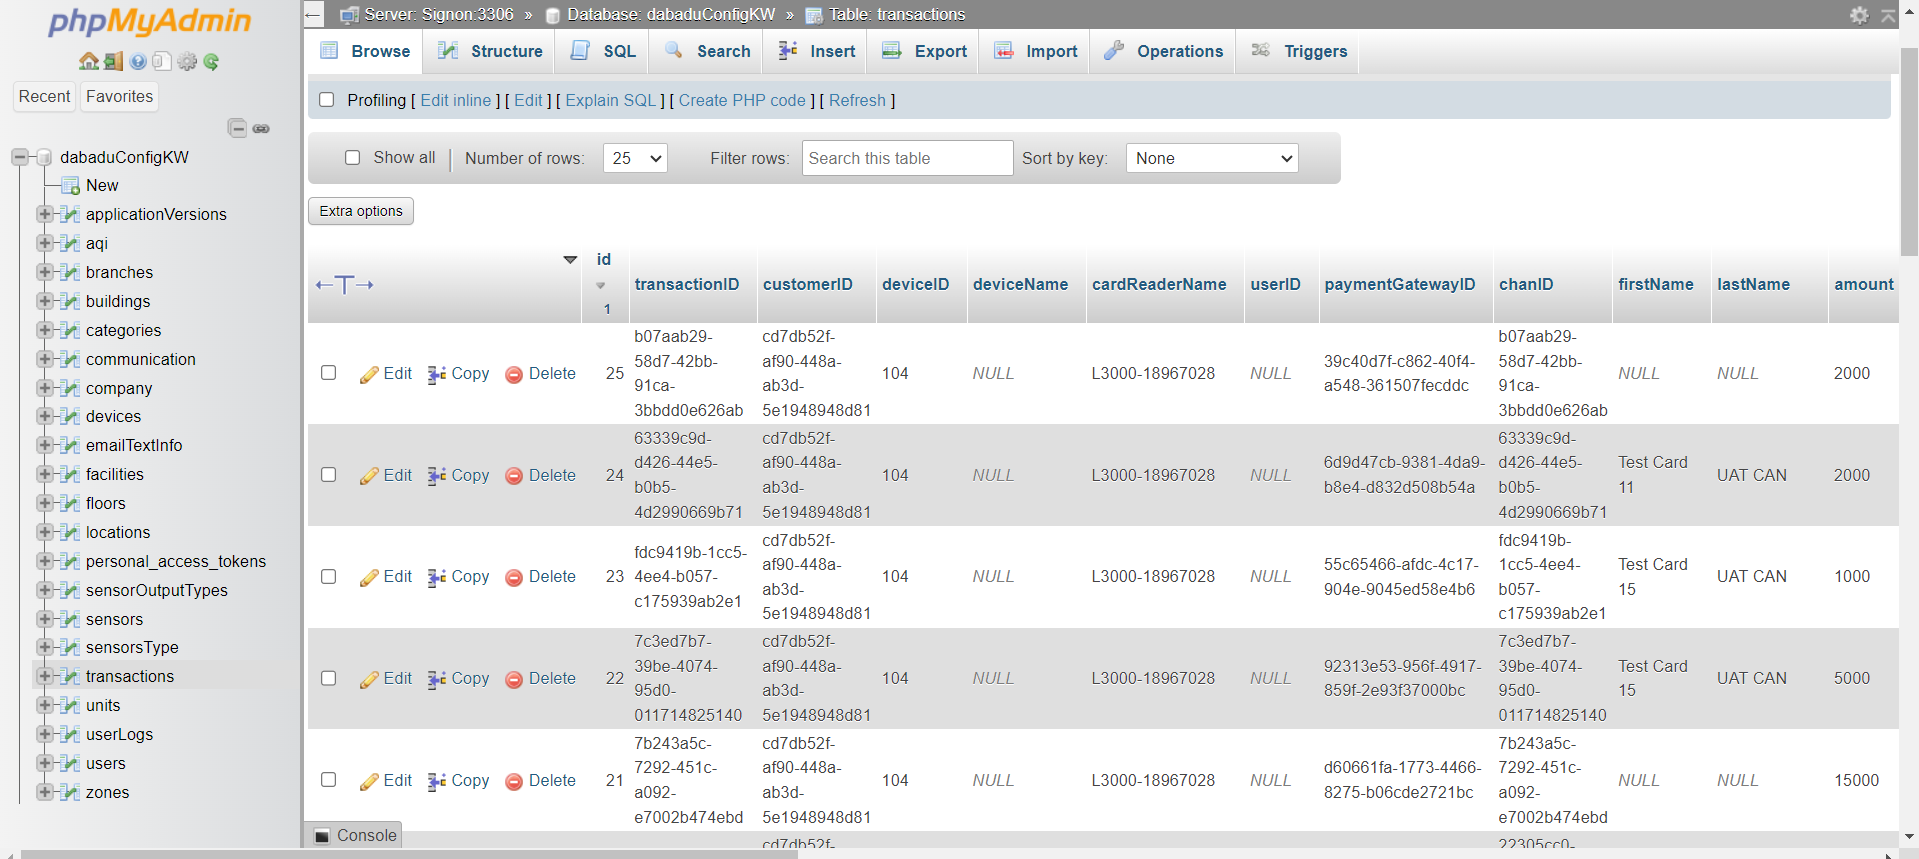 phpMyAdmin
Recent Favorites
dabaduConfigKW
New
applicationVersions
aqi
branches
buildings
categories
communication
company
devices
emailTextInfo
facilities
floors
locations
personal_access_tokens
sensorOutputTypes
sensors
sensorsType
transactions
units
userLogs
users
zones
Server: Signon:3306 » Database: dabaduConfigKW » Table: transactions
Browse Structure SQL Search Insert Export Import Operations Triggers
Profiling [ Edit inline ] [ Edit ] [ Explain SQL ] [ Create PHP code ] [ Refresh ]
Show all Number of rows: 25 Filter rows: Search this table Sort by key: None
Extra options
id 1 transactionID customerID deviceID deviceName cardReaderName userID paymentGatewayID chanID firstName lastName amount
Edit Copy Delete 25 b07aab29-58d7-42bb-91ca-3bbdd0e626ab cd7db52f-af90-448a-ab3d-5e1948948d81 104 NULL L3000-18967028 NULL 39c40d7f-c862-40f4-a548-361507fecddc b07aab29-58d7-42bb-91ca-3bbdd0e626ab NULL NULL 2000
Edit Copy Delete 24 63339c9d-d426-44e5-b0b5-4d2990669b71 cd7db52f-af90-448a-ab3d-5e1948948d81 104 NULL L3000-18967028 NULL 6d9d47cb-9381-4da9-b8e4-d832d508b54a 63339c9d-d426-44e5-b0b5-4d2990669b71 Test Card 11 UAT CAN 2000
Edit Copy Delete 23 fdc9419b-1cc5-4ee4-b057-c175939ab2e1 cd7db52f-af90-448a-ab3d-5e1948948d81 104 NULL L3000-18967028 NULL 55c65466-afdc-4c17-904e-9045ed58e4b6 fdc9419b-1cc5-4ee4-b057-c175939ab2e1 Test Card 15 UAT CAN 1000
Edit Copy Delete 22 7c3ed7b7-39be-4074-95d0-011714825140 cd7db52f-af90-448a-ab3d-5e1948948d81 104 NULL L3000-18967028 NULL 92313e53-956f-4917-859f-2e93f37000bc 7c3ed7b7-39be-4074-95d0-011714825140 Test Card 15 UAT CAN 5000
Edit Copy Delete 21 7b243a5c-7292-451c-a092-e7002b474ebd cd7db52f-af90-448a-ab3d-5e1948948d81 104 NULL L3000-18967028 NULL d60661fa-1773-4466-8275-b06cde2721bc 7b243a5c-7292-451c-a092-e7002b474ebd NULL NULL 15000
Console cd7db52f- 22305cc0-